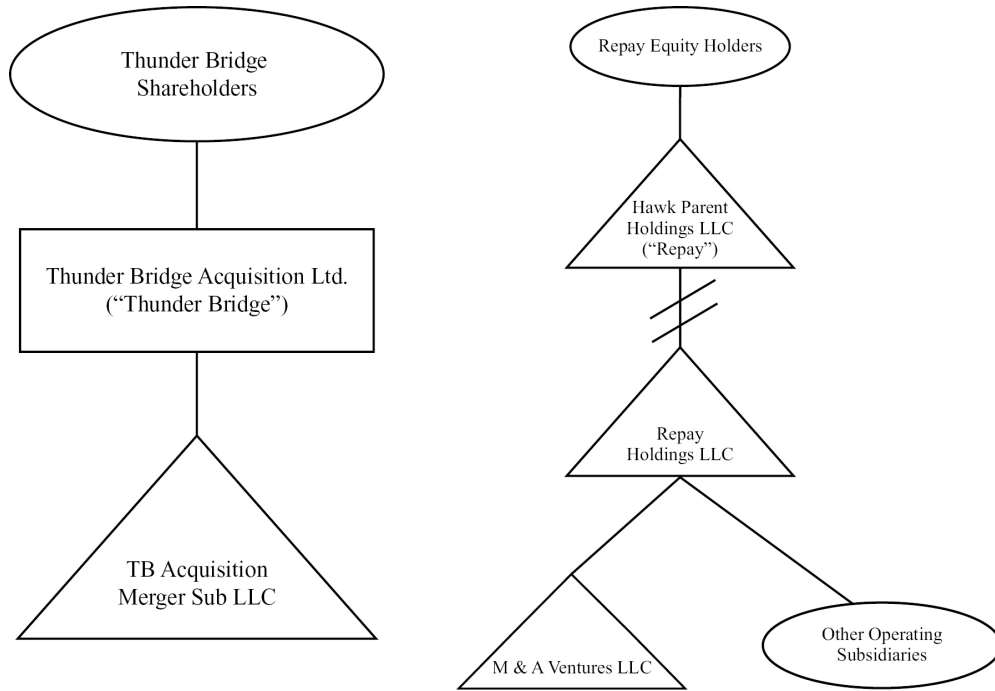 Thunder Bridge
Shareholders
Thunder Bridge Acquisition Ltd.
(“Thunder Bridge”)
TB Acquisition
Merger Sub LLC
Repay Equity Holders
Hawk Parent
Holdings LLC
(“Repay”)
Repay
Holdings LLC
M & A Ventures LLC
Other Operating
Subsidiaries